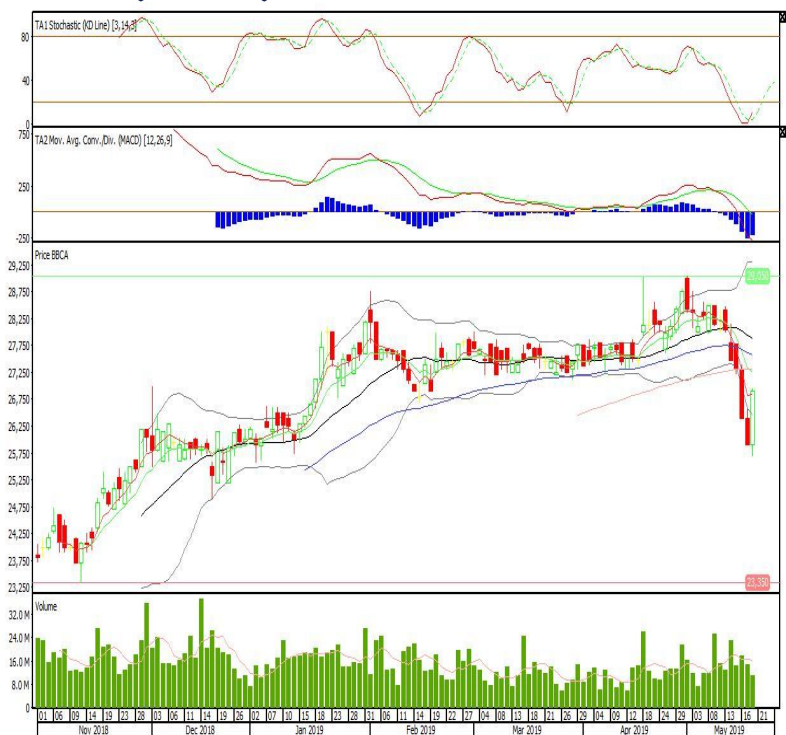 TA1 Stochastic (KD Line) [3,14,3]
80
40
0
TA2 Mov. Avg. Conv./Div. (MACD) [12,26,9]
750
250
-250
Price BBCA
29,250
29,050
28,750
28,250
27,750
27,250
26,750
26,250
25,750
25,250
24,750
24,250
23,750
23,350
23,250
Volume
32.0 M
24.0 M
16.0 M
8.0 M
0
01 06 09 14 19 23 28 03 06 11 14 19 26 02 07 10 15 18 23 28 31 06 11 14 19 22 27 04 08 13 18 21 26 29 02 08 11 16 18 24 29 03 08 13 16 21
Nov 2018 Dec 2018 Jan 2019 Feb 2019 Mar 2019 Apr 2019 May 2019